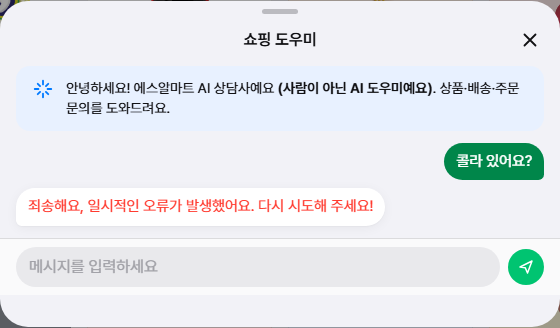 쇼핑 도우미
안녕하세요! 에스알마트 AI 상담사예요 (사람이 아닌 AI 도우미예요). 상품·배송·주문
문의를 도와드려요.
콜라 있어요?
죄송해요, 일시적인 오류가 발생했어요. 다시 시도해 주세요!
메시지를 입력하세요